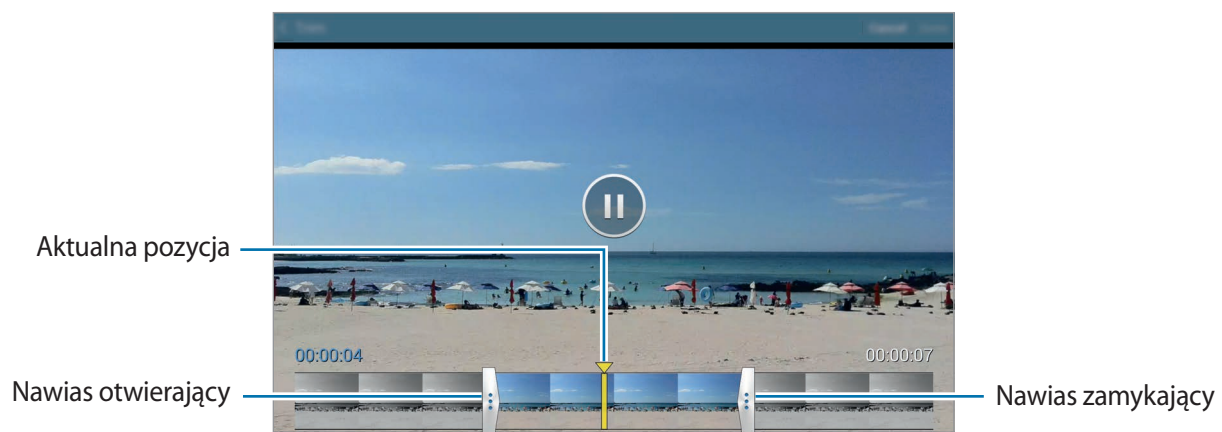 Aktualna pozycja
00:00:04
00:00:07
Nawias otwierający
Nawias zamykający